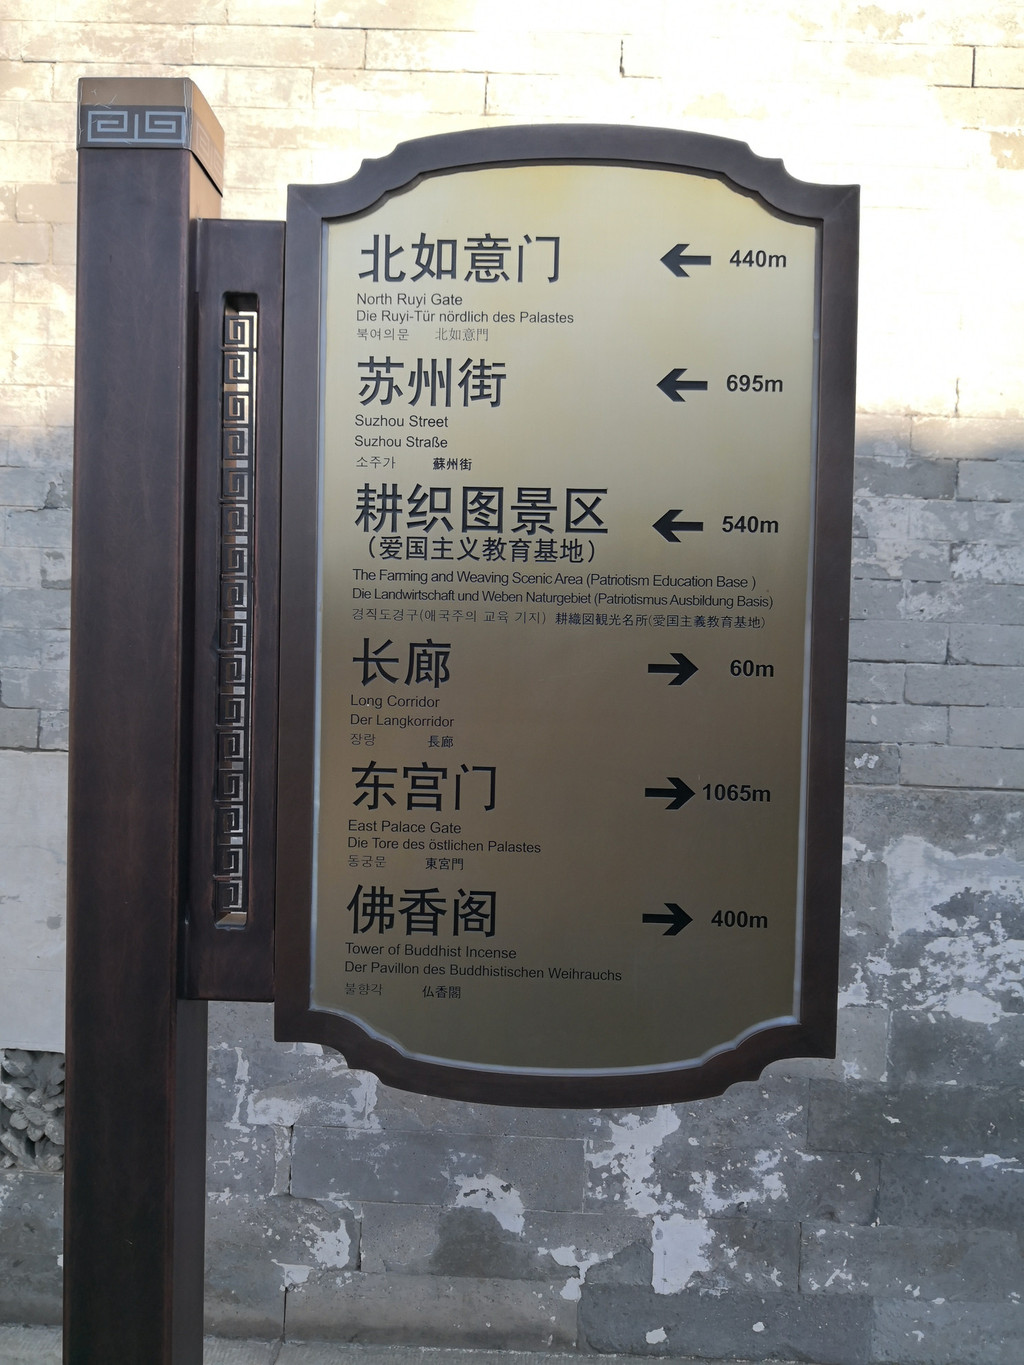 北如意门 ← 440m
North Ruyi Gate
Die Ruyi-Tür nördlich des Palastes
북여의문 北如意門
苏州街 ← 695m
Suzhou Street
Suzhou Straße
소주가 蘇州街
耕织图景区 ← 540m
（爱国主义教育基地）
The Farming and Weaving Scenic Area (Patriotism Education Base )
Die Landwirtschaft und Weben Naturgebiet (Patriotismus Ausbildung Basis)
경직도경구(애국주의 교육 기지) 耕織図観光名所(愛国主義教育基地)
长廊 → 60m
Long Corridor
Der Langkorridor
장랑 長廊
东宫门 → 1065m
East Palace Gate
Die Tore des östlichen Palastes
동궁문 東宮門
佛香阁 → 400m
Tower of Buddhist Incense
Der Pavillon des Buddhistischen Weihrauchs
불향각 仏香閣